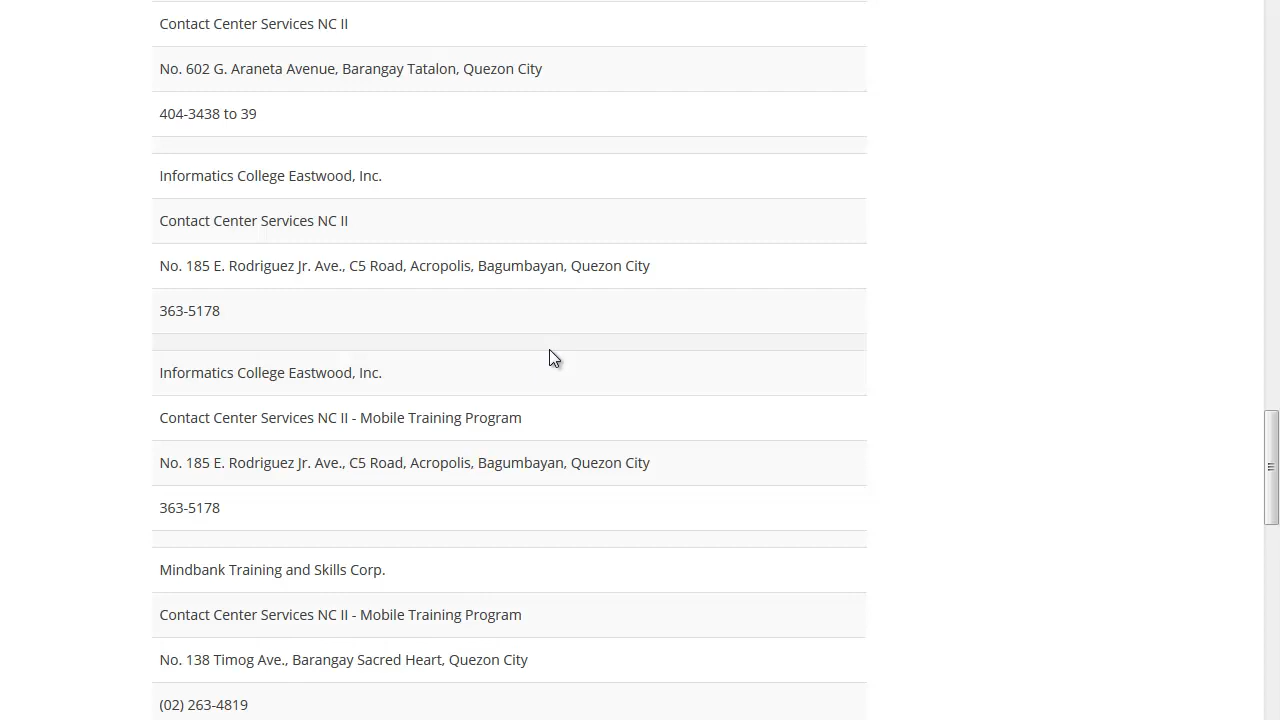 Contact Center Services NC II
No. 602 G. Araneta Avenue, Barangay Tatalon, Quezon City
404-3438 to 39
Informatics College Eastwood, Inc.
Contact Center Services NC II
No. 185 E. Rodriguez Jr. Ave., C5 Road, Acropolis, Bagumbayan, Quezon City
363-5178
Informatics College Eastwood, Inc.
Contact Center Services NC II - Mobile Training Program
No. 185 E. Rodriguez Jr. Ave., C5 Road, Acropolis, Bagumbayan, Quezon City
363-5178
Mindbank Training and Skills Corp.
Contact Center Services NC II - Mobile Training Program
No. 138 Timog Ave., Barangay Sacred Heart, Quezon City
(02) 263-4819